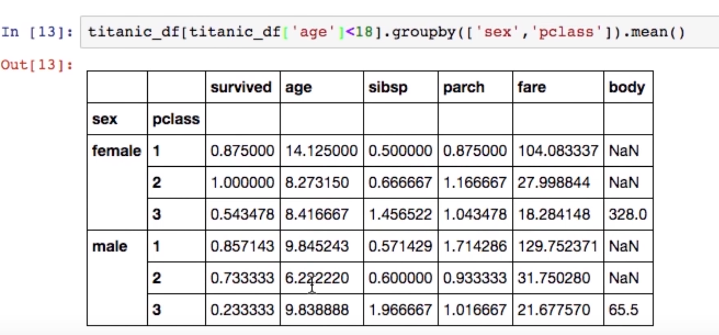 In [13]: titanic_df[titanic_df['age']<18].groupby(['sex','pclass']).mean()
Out[13]:
survived age sibsp parch fare body
sex pclass
female 1 0.875000 14.125000 0.500000 0.875000 104.083337 NaN
2 1.000000 8.273150 0.666667 1.166667 27.998844 NaN
3 0.543478 8.416667 1.456522 1.043478 18.284148 328.0
male 1 0.857143 9.845243 0.571429 1.714286 129.752371 NaN
2 0.733333 6.222220 0.600000 0.933333 31.750280 NaN
3 0.233333 9.838888 1.966667 1.016667 21.677570 65.5